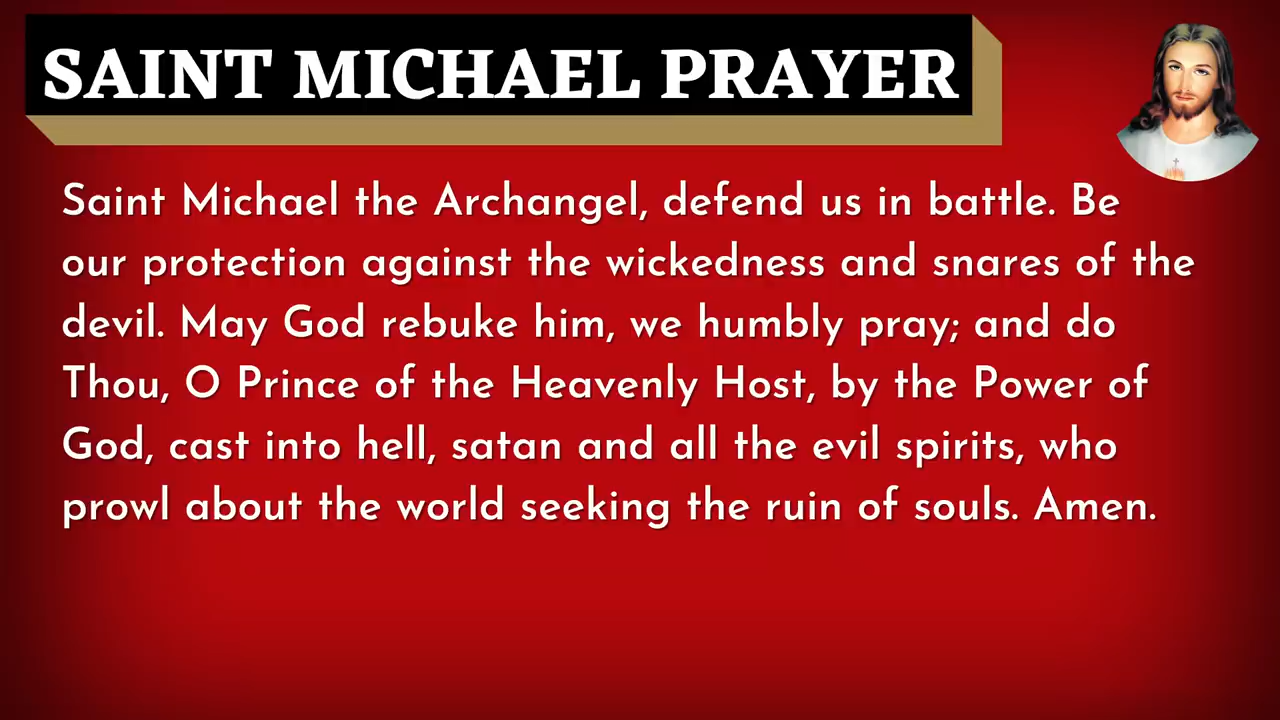 SAINT MICHAEL PRAYER
Saint Michael the Archangel, defend us in battle. Be
our protection against the wickedness and snares of the
devil. May God rebuke him, we humbly pray; and do
Thou, O Prince of the Heavenly Host, by the Power of
God, cast into hell, satan and all the evil spirits, who
prowl about the world seeking the ruin of souls. Amen.